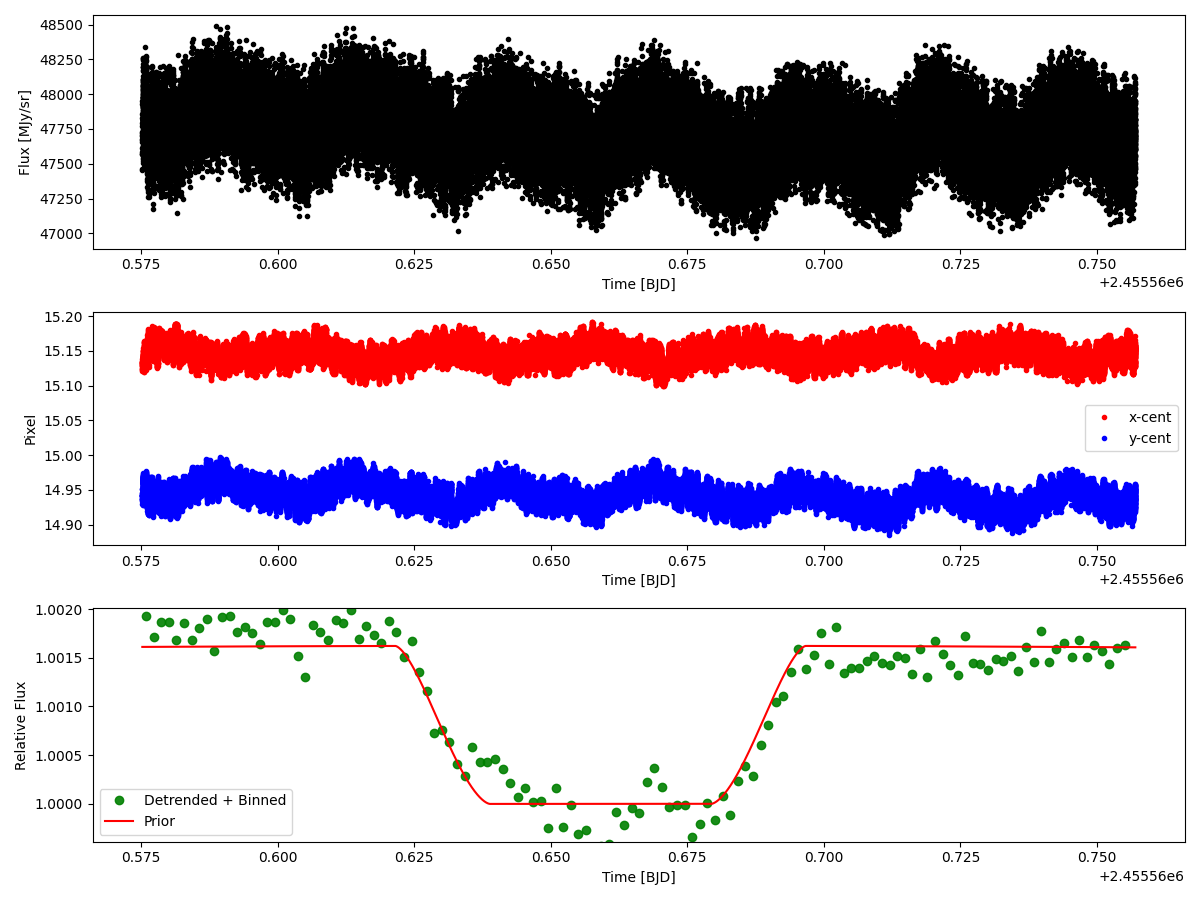 48500
48250
48000
47750
47500
47250
47000
Flux [MJy/sr]
0.575 0.600 0.625 0.650 0.675 0.700 0.725 0.750
Time [BJD]
+2.45556e6
15.20
15.15
15.10
15.05
15.00
14.95
14.90
Pixel
x-cent
y-cent
0.575 0.600 0.625 0.650 0.675 0.700 0.725 0.750
Time [BJD]
+2.45556e6
1.0020
1.0015
1.0010
1.0005
1.0000
Relative Flux
Detrended + Binned
Prior
0.575 0.600 0.625 0.650 0.675 0.700 0.725 0.750
Time [BJD]
+2.45556e6